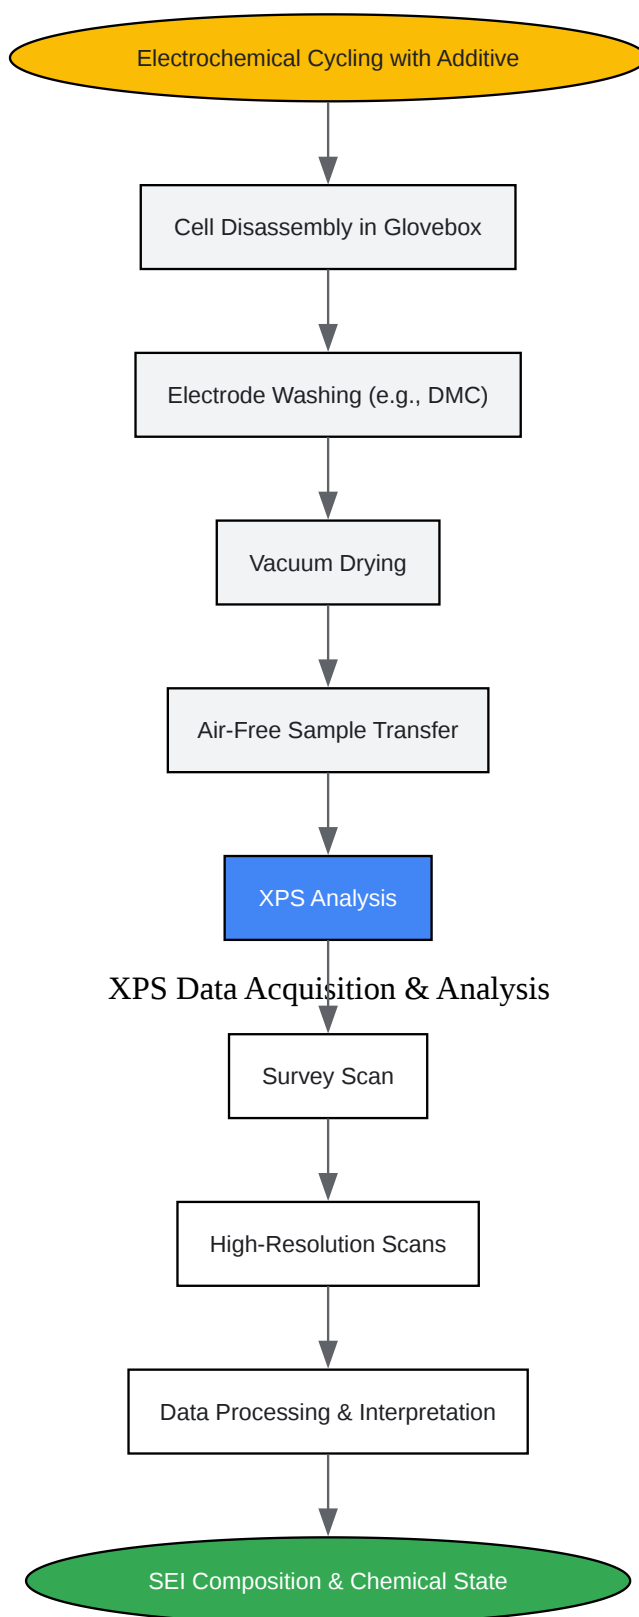 Electrochemical Cycling with Additive
Cell Disassembly in Glovebox
Electrode Washing (e.g., DMC)
Vacuum Drying
Air-Free Sample Transfer
XPS Analysis
XPS Data Acquisition & Analysis
Survey Scan
High-Resolution Scans
Data Processing & Interpretation
SEI Composition & Chemical State